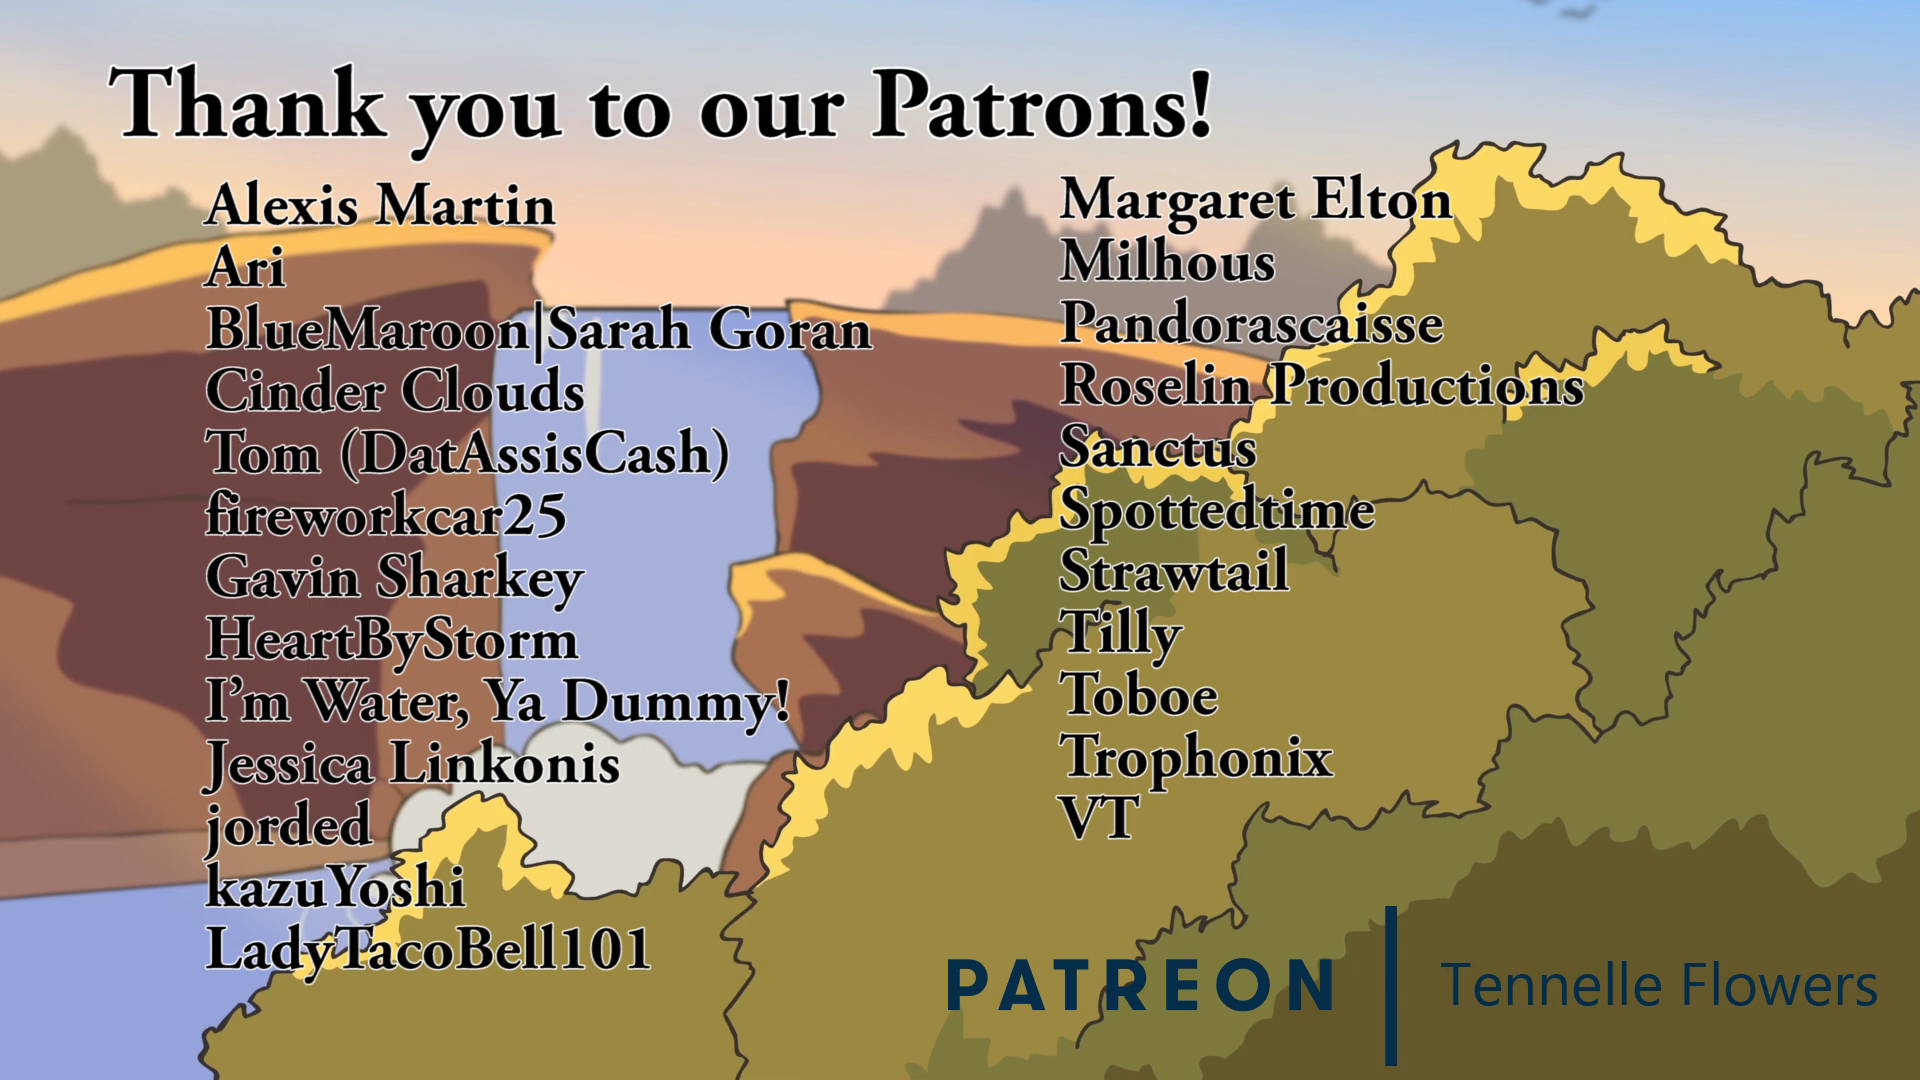 Thank you to our Patrons!
Alexis Martin
Ari
BlueMaroon|Sarah Goran
Cinder Clouds
Tom (DatAssisCash)
fireworkcar25
Gavin Sharkey
HeartByStorm
I’m Water, Ya Dummy!
Jessica Linkonis
jorded
kazuYoshi
LadyTacoBell101
Margaret Elton
Milhous
Pandorascaisse
Roselin Productions
Sanctus
Spottedtime
Strawtail
Tilly
Toboe
Trophonix
VT
PATREON | Tennelle Flowers